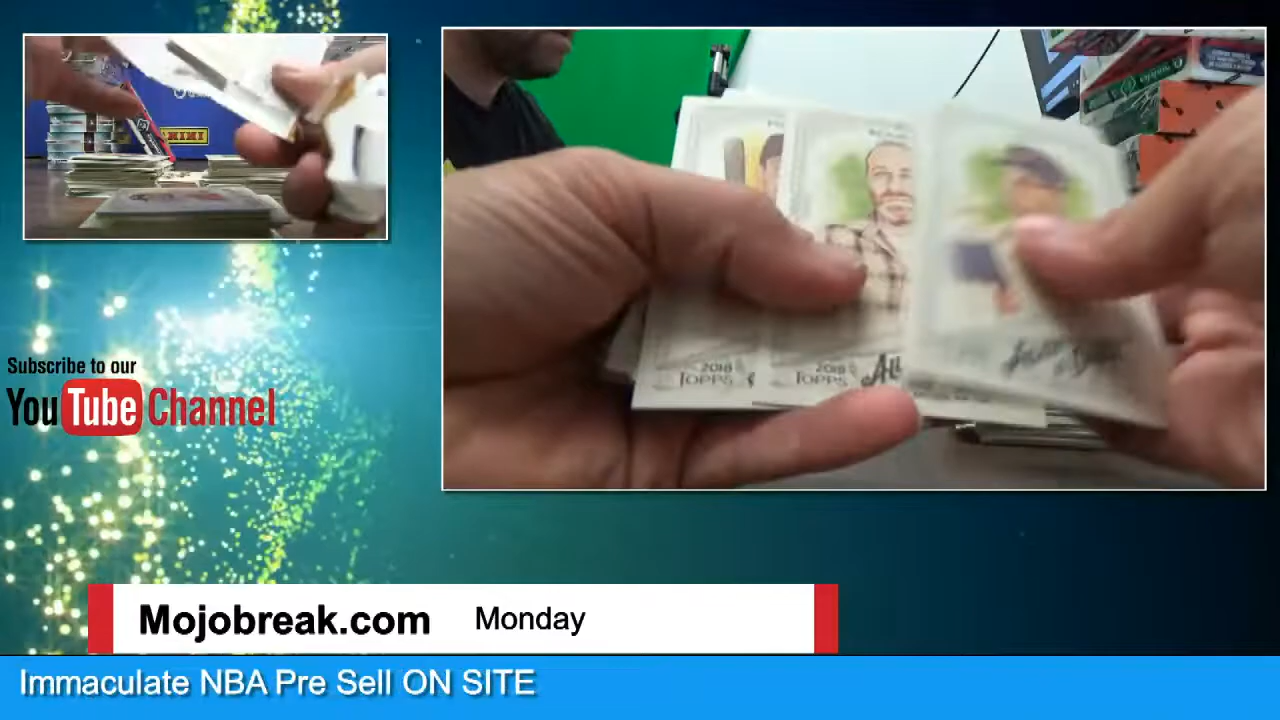 PANINI
2018
TOPPS
2018
TOPPS
All
Subscribe to our
YouTube Channel
Mojobreak.com Monday
Immaculate NBA Pre Sell ON SITE